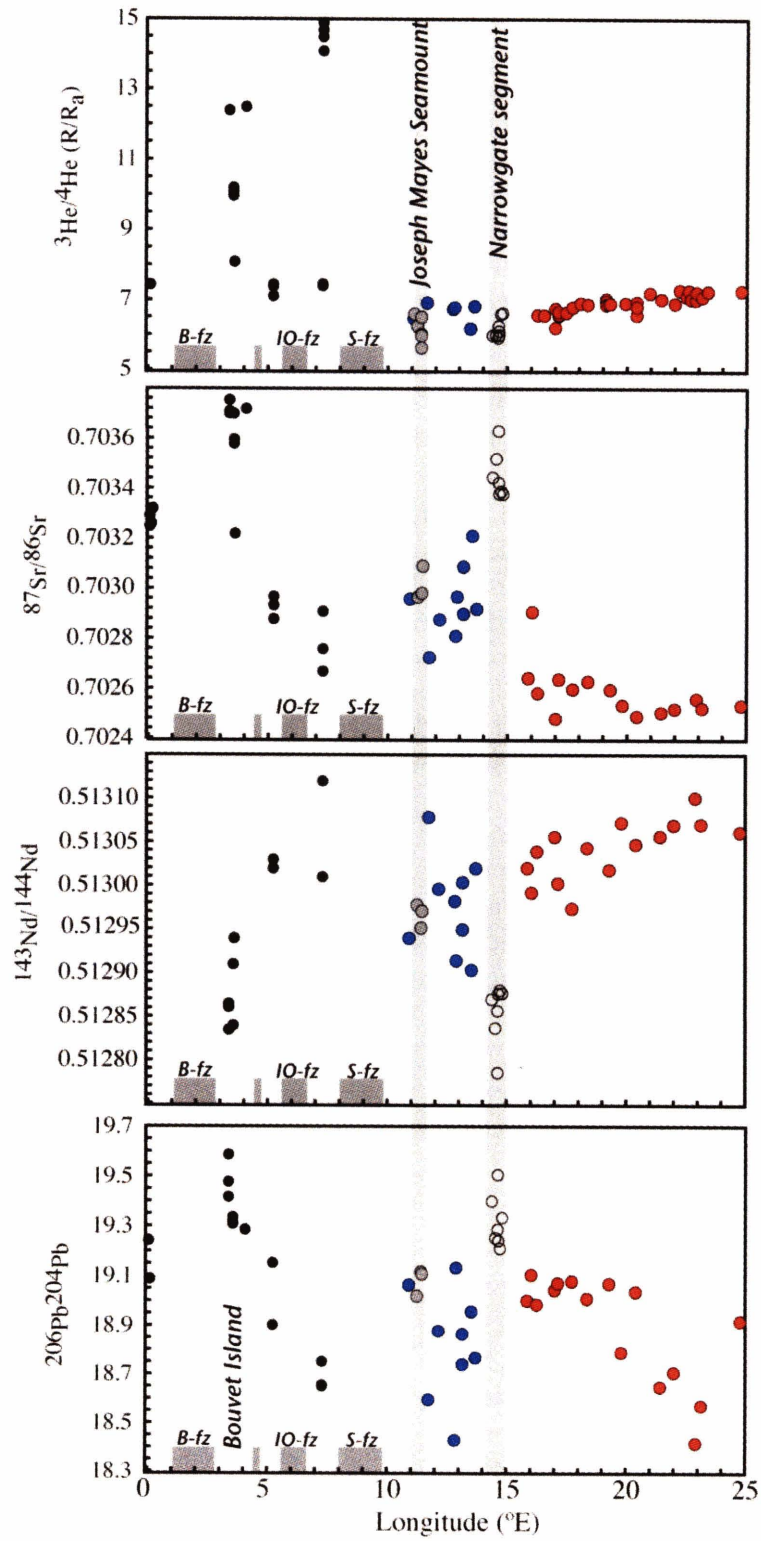 15
13
11
9
7
5
3He/4He (R/Ra)
Joseph Mayes Seamount
Narrowgate segment
B-fz
IO-fz
S-fz
0.7036
0.7034
0.7032
0.7030
0.7028
0.7026
0.7024
87Sr/86Sr
B-fz
IO-fz
S-fz
0.51310
0.51305
0.51300
0.51295
0.51290
0.51285
0.51280
143Nd/144Nd
B-fz
IO-fz
S-fz
19.7
19.5
19.3
19.1
18.9
18.7
18.5
18.3
206Pb204Pb
Bouvet Island
B-fz
IO-fz
S-fz
0
5
10
15
20
25
Longitude (°E)